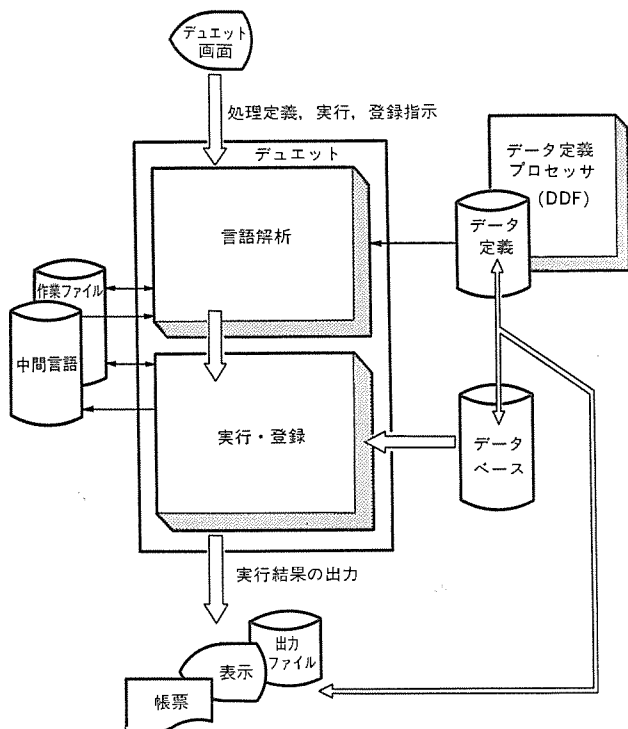 デュエット
画面
処理定義，実行，登録指示
デュエット
データ定義
プロセッサ
(DDF)
言語解析
データ
定義
作業ファイル
中間言語
実行・登録
データ
ベース
実行結果の出力
出力
ファイル
表示
帳票